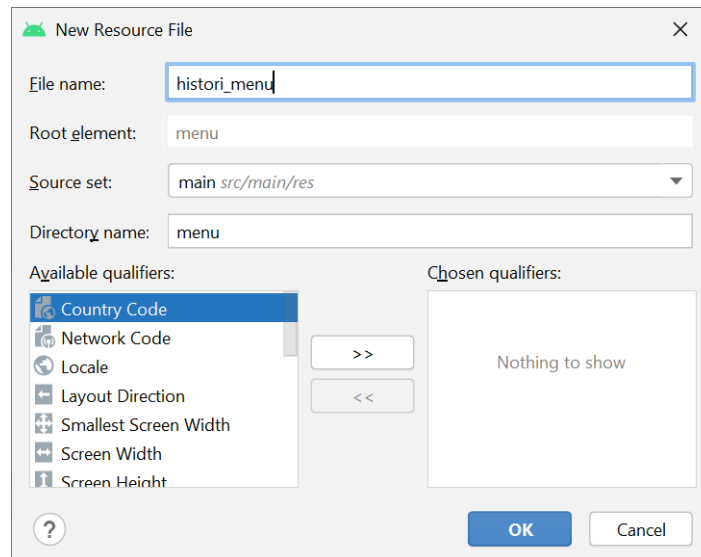 New Resource File
File name: histori_menu
Root element: menu
Source set: main src/main/res
Directory name: menu
Available qualifiers: Chosen qualifiers:
Country Code
Network Code
Locale
>>
Nothing to show
Layout Direction
<<
Smallest Screen Width
Screen Width
Screen Height
? OK Cancel